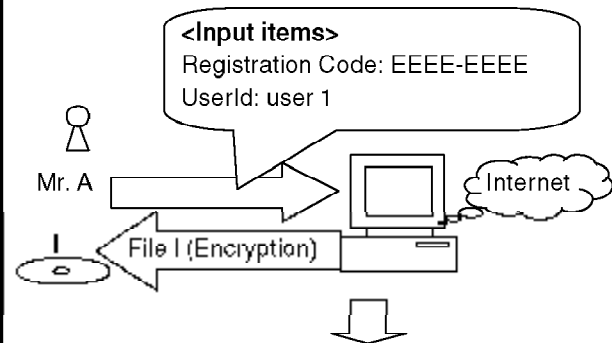 <Input items>
Registration Code: EEEE-EEEE
UserId: user 1
Mr. A
Internet
I
File I (Encryption)